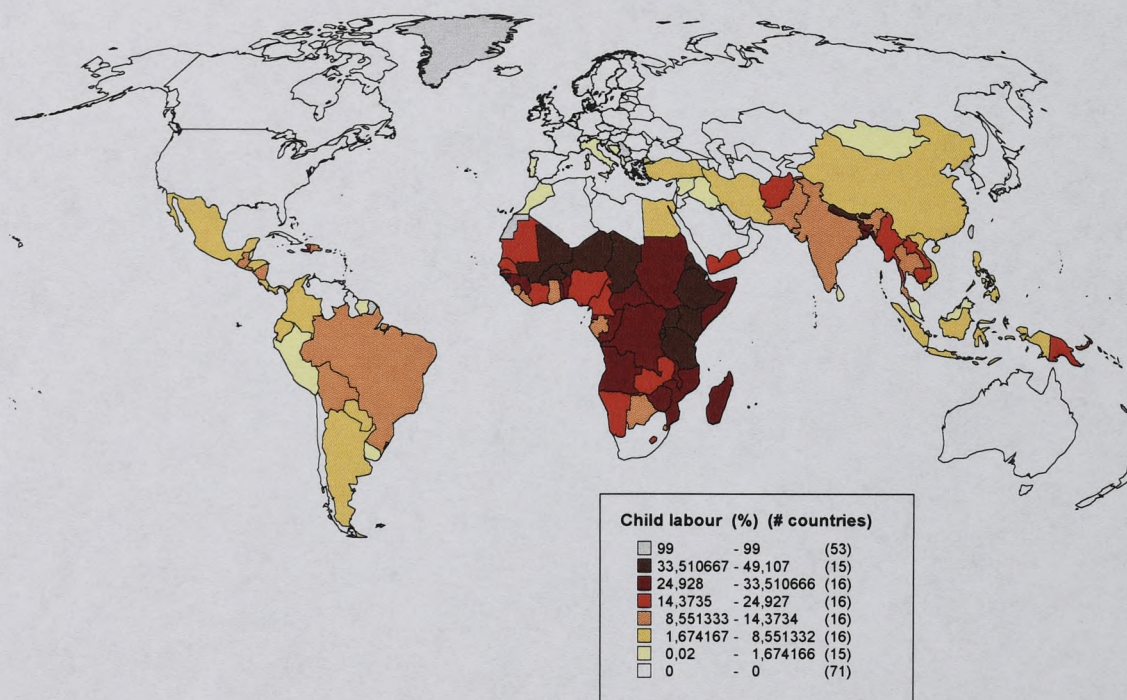 Child labour (%) (# countries)
99 - 99 (53)
33,510667 - 49,107 (15)
24,928 - 33,510666 (16)
14,3735 - 24,927 (16)
8,551333 - 14,3734 (16)
1,674167 - 8,551332 (16)
0,02 - 1,674166 (15)
0 - 0 (71)